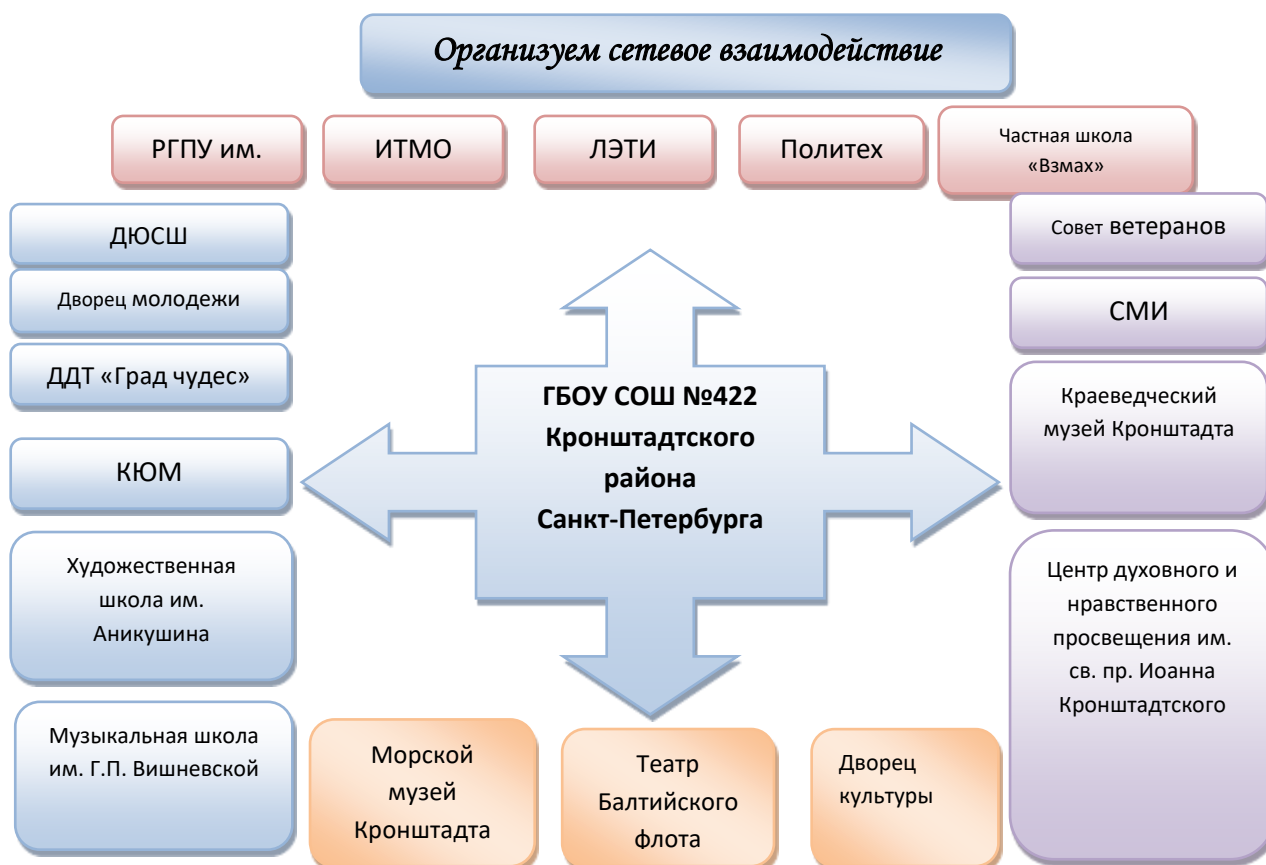 Организуем сетевое взаимодействие
РГПУ им.
ИТМО
ЛЭТИ
Политех
Частная школа
«Взмах»
ДЮСШ
Дворец молодежи
ДДТ «Град чудес»
КЮМ
Художественная
школа им.
Аникушина
Музыкальная школа
им. Г.П. Вишневской
ГБОУ СОШ №422
Кронштадтского
района
Санкт-Петербурга
Совет ветеранов
СМИ
Краеведческий
музей Кронштадта
Центр духовного и
нравственного
просвещения им.
св. пр. Иоанна
Кронштадтского
Морской
музей
Кронштадта
Театр
Балтийского
флота
Дворец
культуры